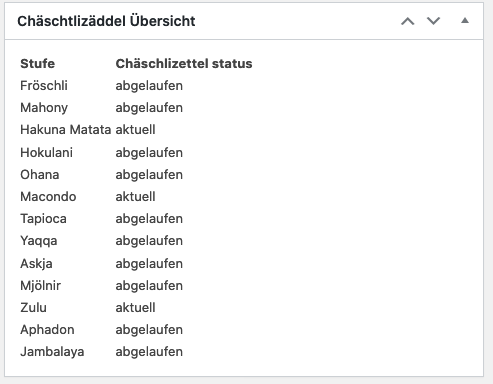 Chäschtlizäddel Übersicht
Stufe Chäschlizettel status
Fröschli abgelaufen
Mahony abgelaufen
Hakuna Matata aktuell
Hokulani abgelaufen
Ohana abgelaufen
Macondo aktuell
Tapioca abgelaufen
Yaqqa abgelaufen
Askja abgelaufen
Mjölnir abgelaufen
Zulu aktuell
Aphadon abgelaufen
Jambalaya abgelaufen